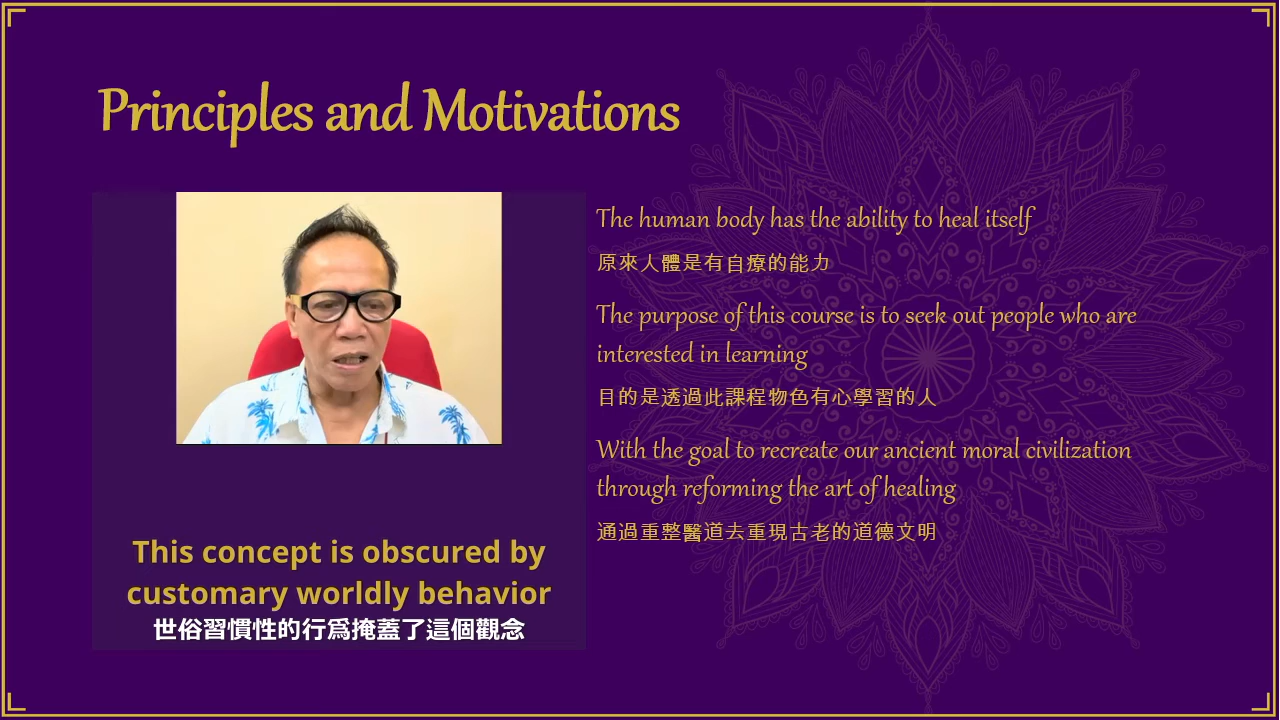 Principles and Motivations
The human body has the ability to heal itself
原來人體是有自療的能力
The purpose of this course is to seek out people who are
interested in learning
目的是透過此課程物色有心學習的人
With the goal to recreate our ancient moral civilization
through reforming the art of healing
通過重整醫道去重現古老的道德文明
This concept is obscured by
customary worldly behavior
世俗習慣性的行爲掩蓋了這個觀念